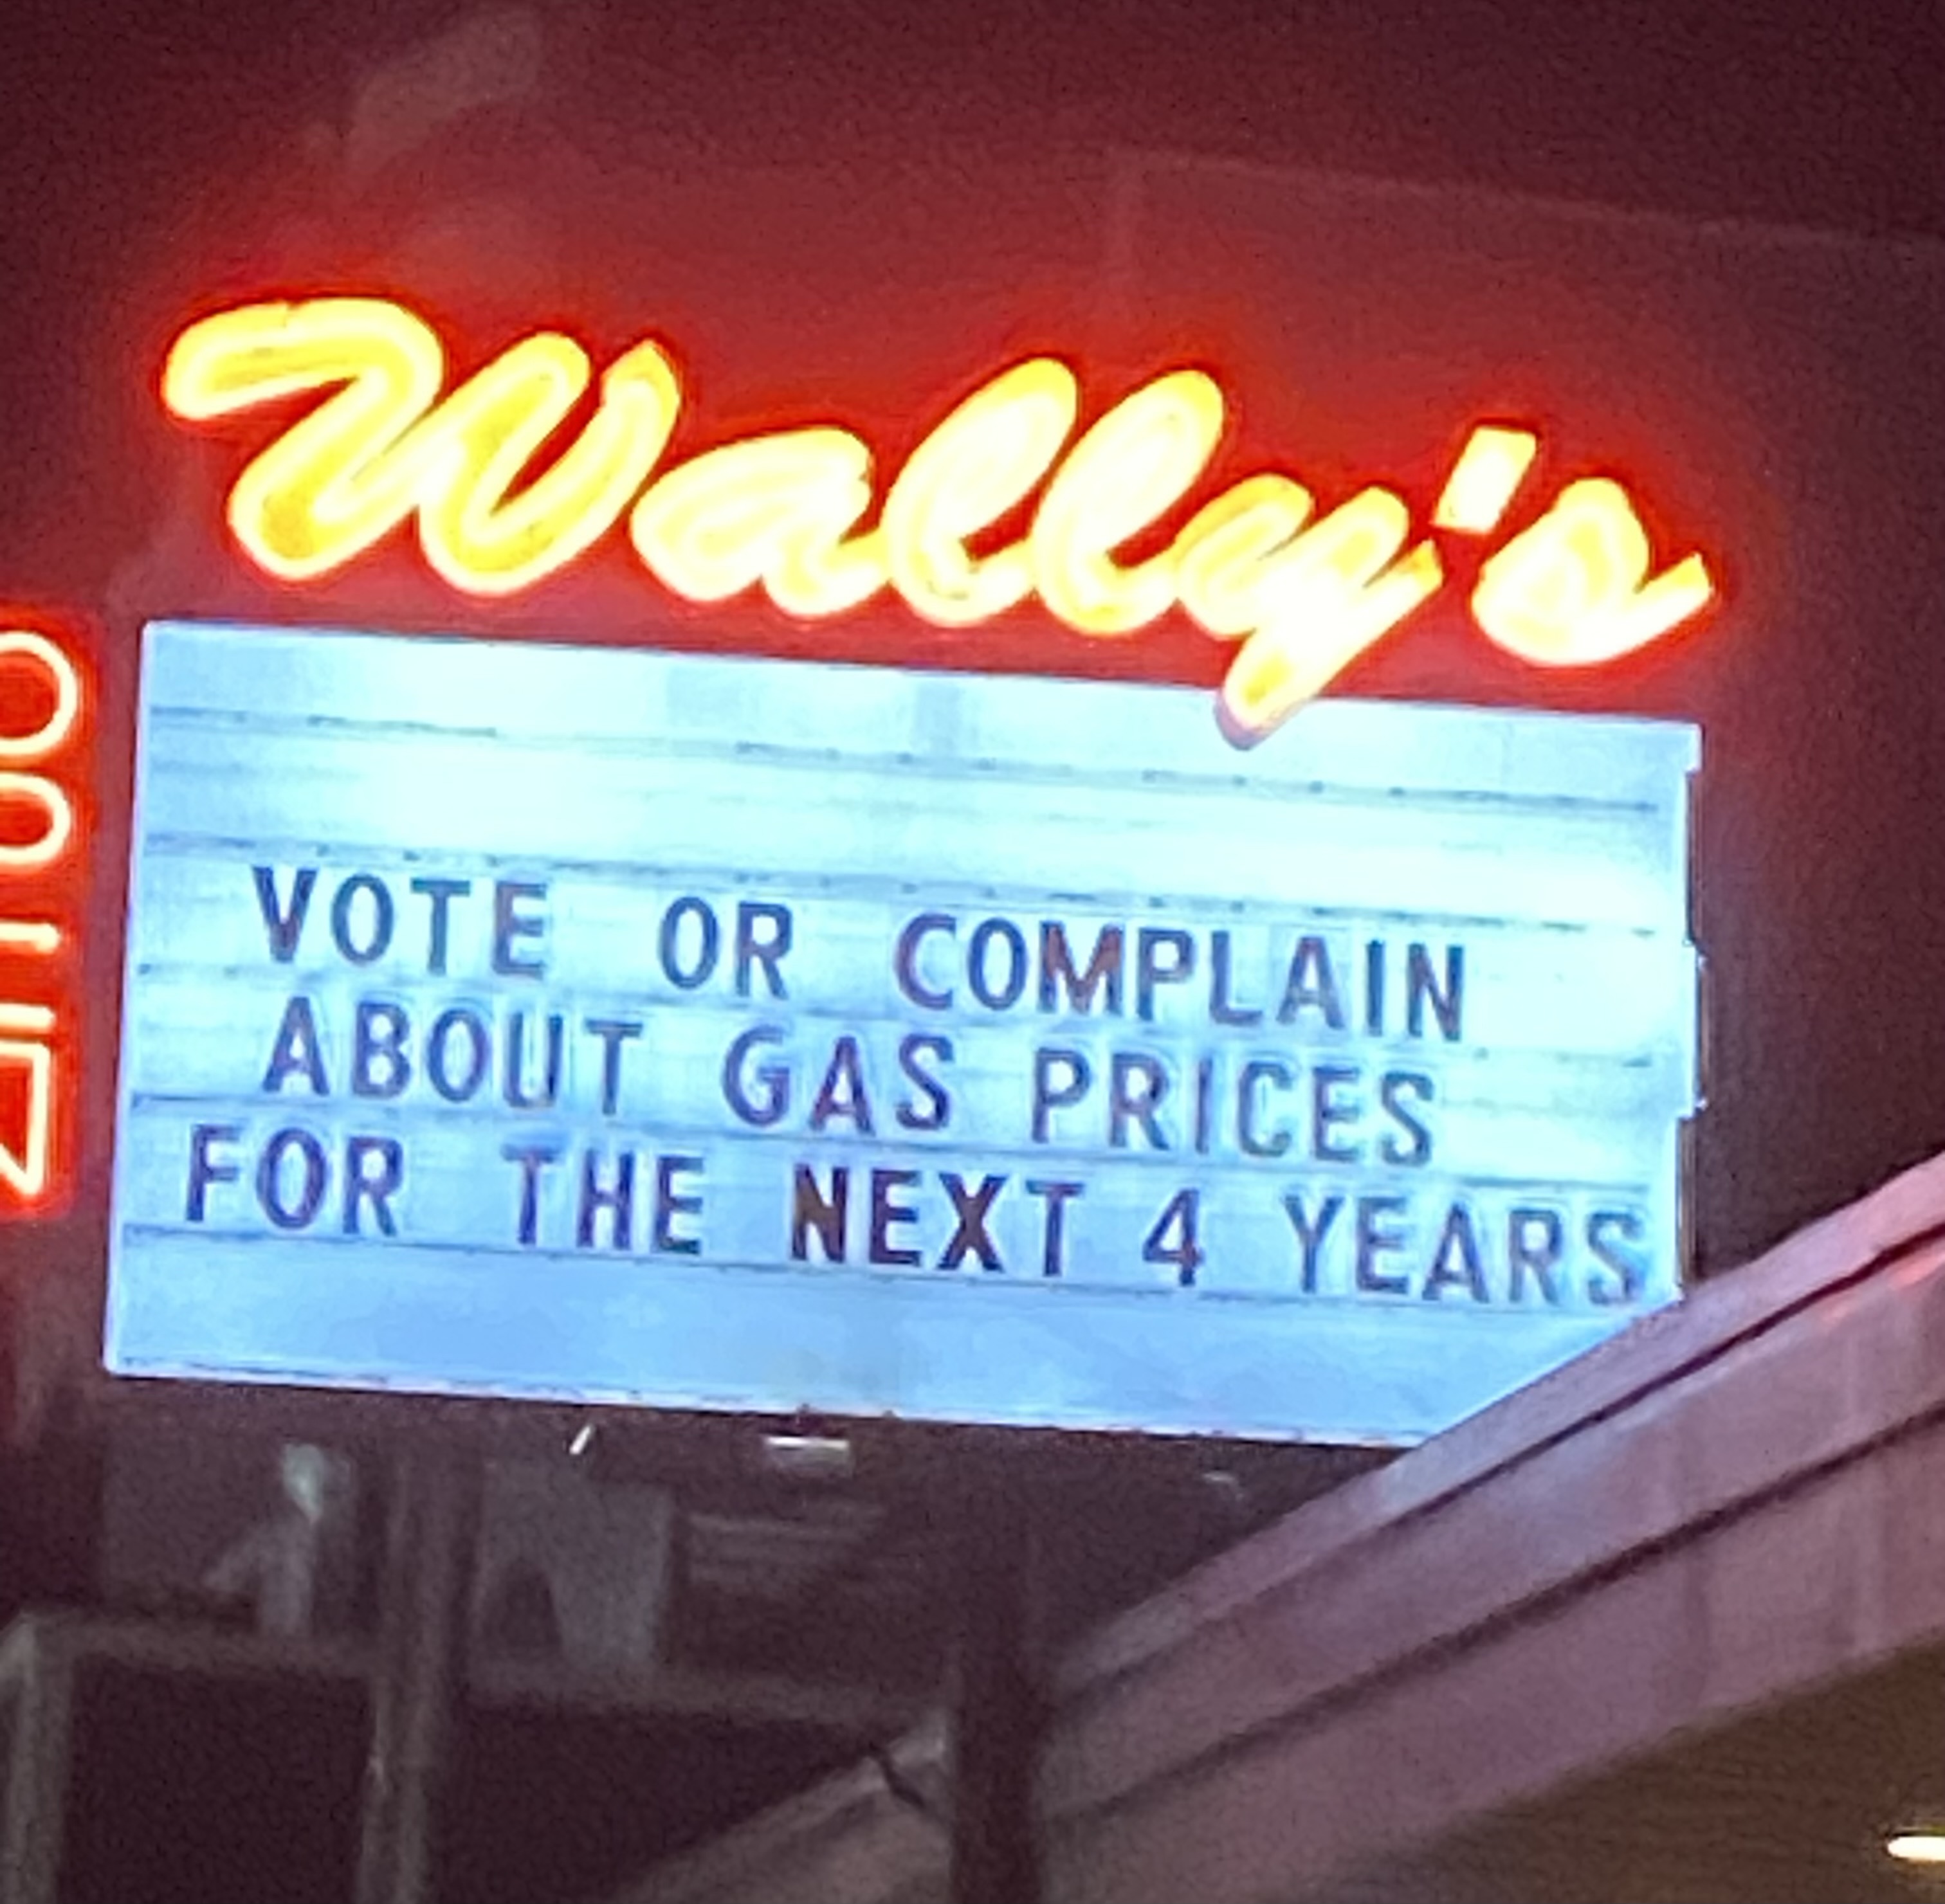 Wally's
VOTE OR COMPLAIN
ABOUT GAS PRICES
FOR THE NEXT 4 YEARS